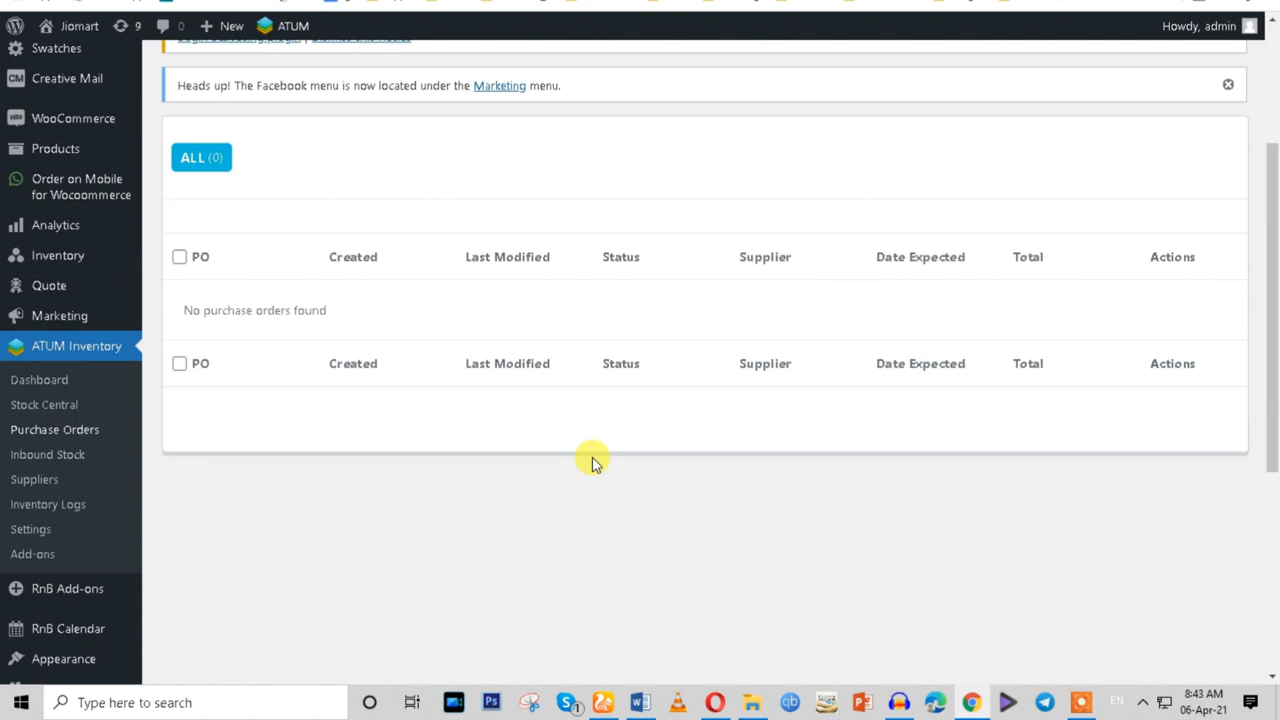 Jiomart
9
0
New
ATUM
Howdy, admin
Swatches
Creative Mail
WooCommerce
Products
Order on Mobile
for Wocoommerce
Analytics
Inventory
Quote
Marketing
ATUM Inventory
Dashboard
Stock Central
Purchase Orders
Inbound Stock
Suppliers
Inventory Logs
Settings
Add-ons
RnB Add-ons
RnB Calendar
Appearance
Heads up! The Facebook menu is now located under the Marketing menu.
ALL (0)
PO Created Last Modified Status Supplier Date Expected Total Actions
No purchase orders found
PO Created Last Modified Status Supplier Date Expected Total Actions
Type here to search
EN
8:43 AM
06-Apr-21